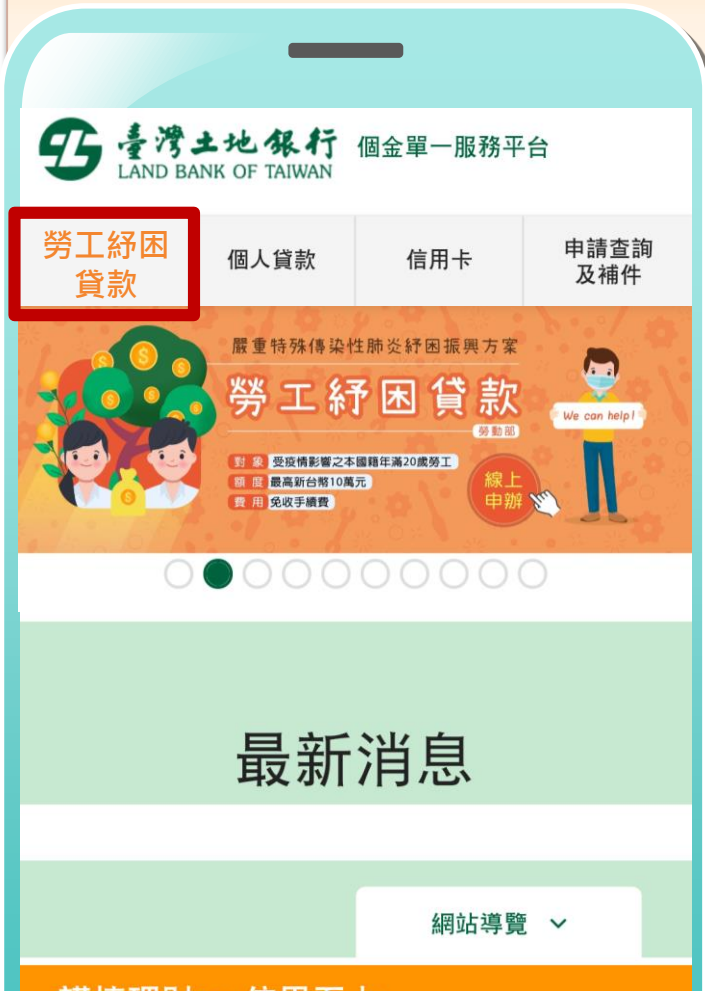 臺灣土地銀行 個金單一服務平台
LAND BANK OF TAIWAN
勞工紓困
貸款
個人貸款
信用卡
申請查詢
及補件
嚴重特殊傳染性肺炎紓困振興方案
勞工紓困貸款
勞動部
We can help!
對象 受疫情影響之本國籍年滿20歲勞工
額度 最高新台幣10萬元
費用 免收手續費
線上
申辦
最新消息
網站導覽